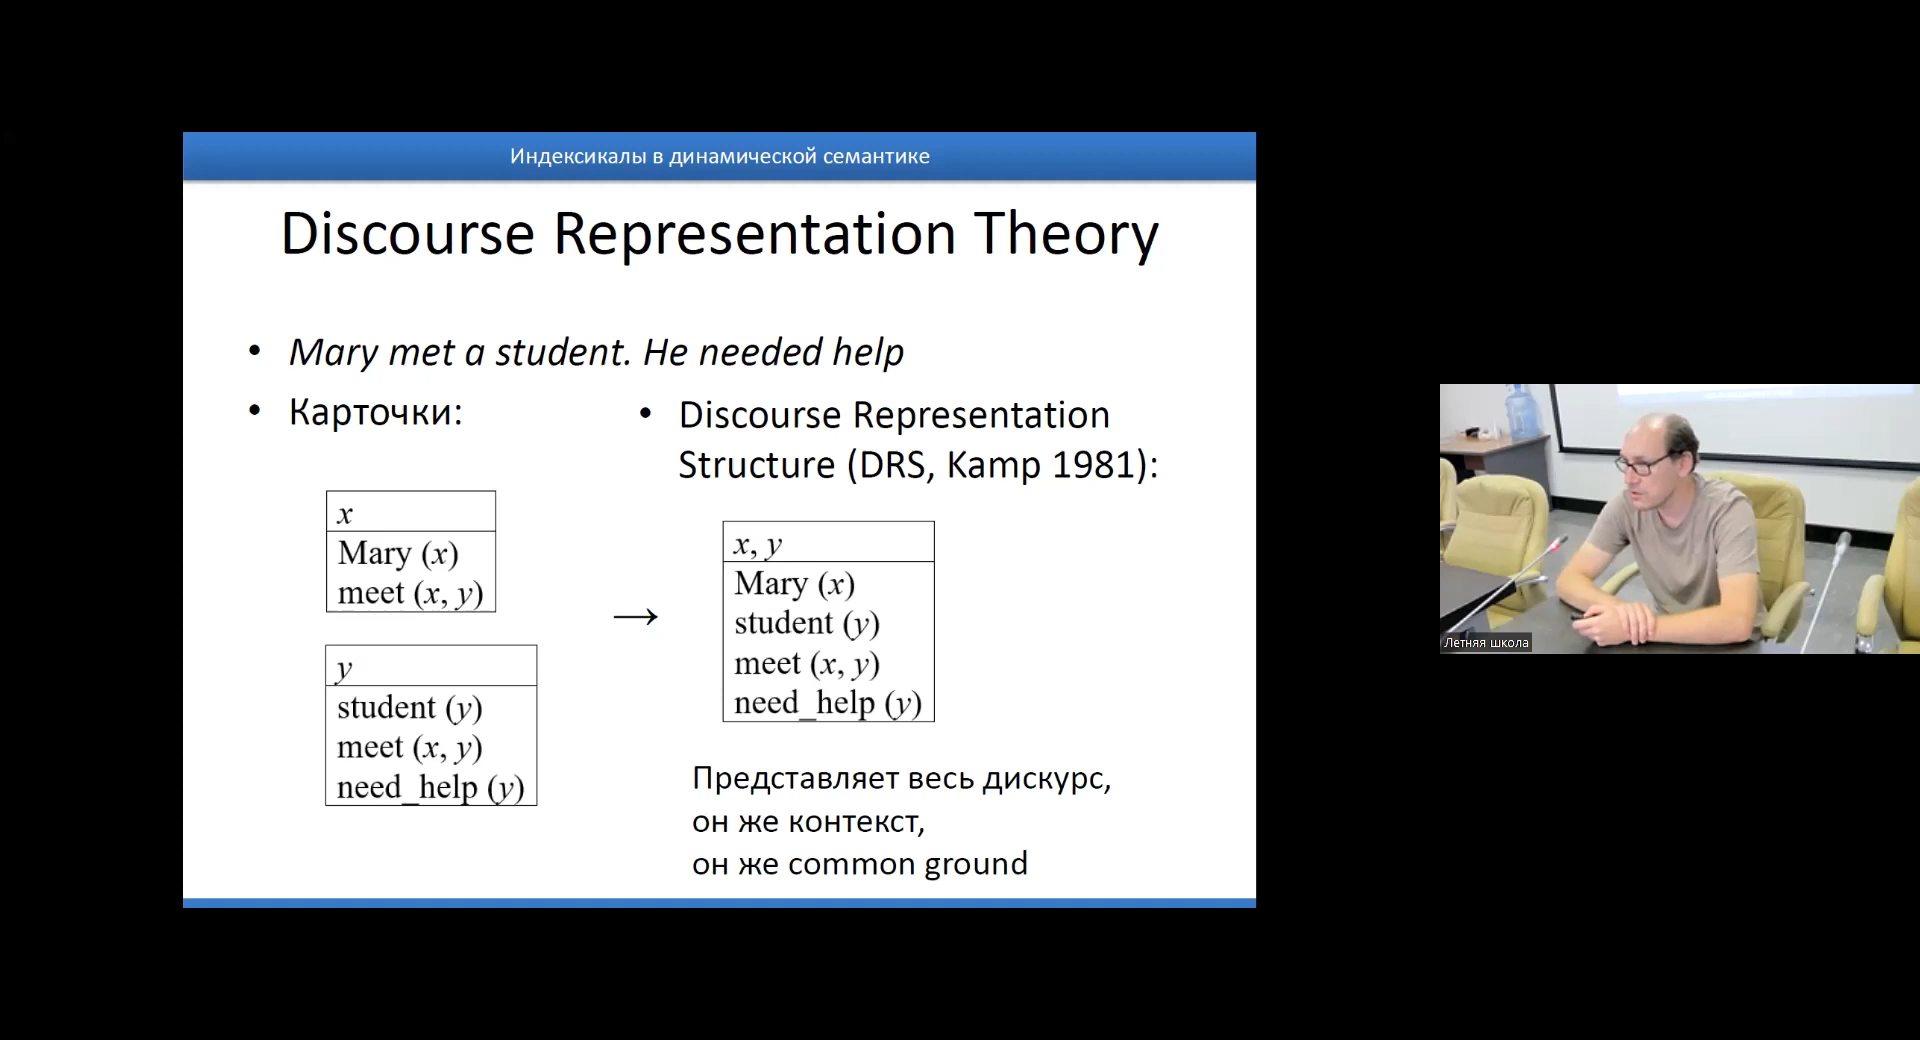 Индексикалы в динамической семантике
Discourse Representation Theory
• Mary met a student. He needed help
• Карточки:
x
Mary (x)
meet (x, y)
y
student (y)
meet (x, y)
need_help (y)
→
• Discourse Representation
Structure (DRS, Kamp 1981):
x, y
Mary (x)
student (y)
meet (x, y)
need_help (y)
Представляет весь дискурс,
он же контекст,
он же common ground
Летняя школа